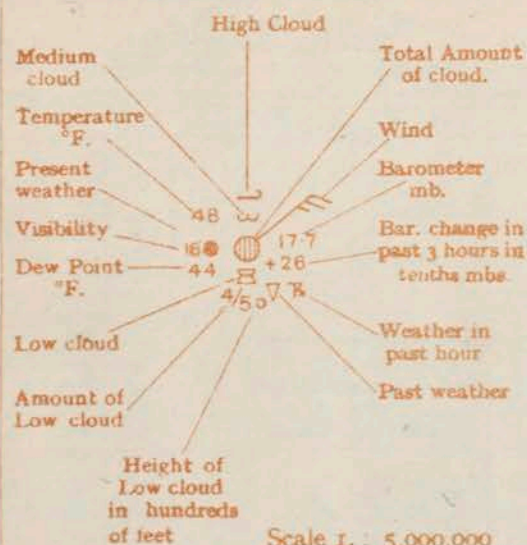 High Cloud
Medium
cloud
Total Amount
of cloud.
Temperature
°F.
Wind
Present
weather
Barometer
mb.
48
Visibility
16
17.7
Bar. change in
past 3 hours in
tenths mbs.
Dew Point
°F.
44
+26
4/50
Low cloud
Weather in
past hour
Amount of
Low cloud
Past weather
Height of
Low cloud
in hundreds
of feet
Scale 1. : 5,000,000